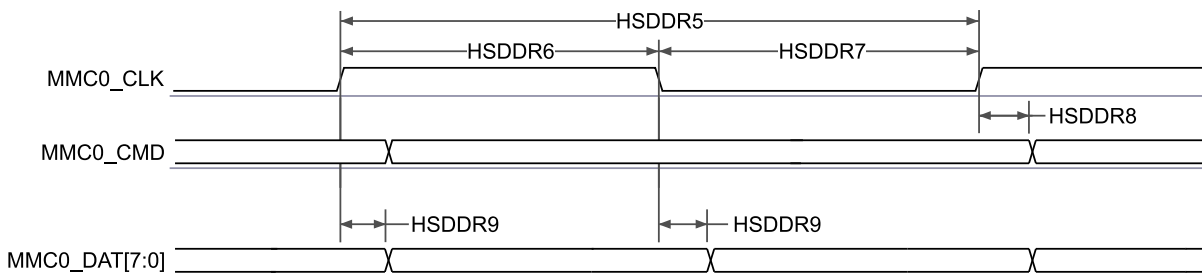 HSDDR5
HSDDR6 HSDDR7
MMC0_CLK
HSDDR8
MMC0_CMD
HSDDR9 HSDDR9
MMC0_DAT[7:0]